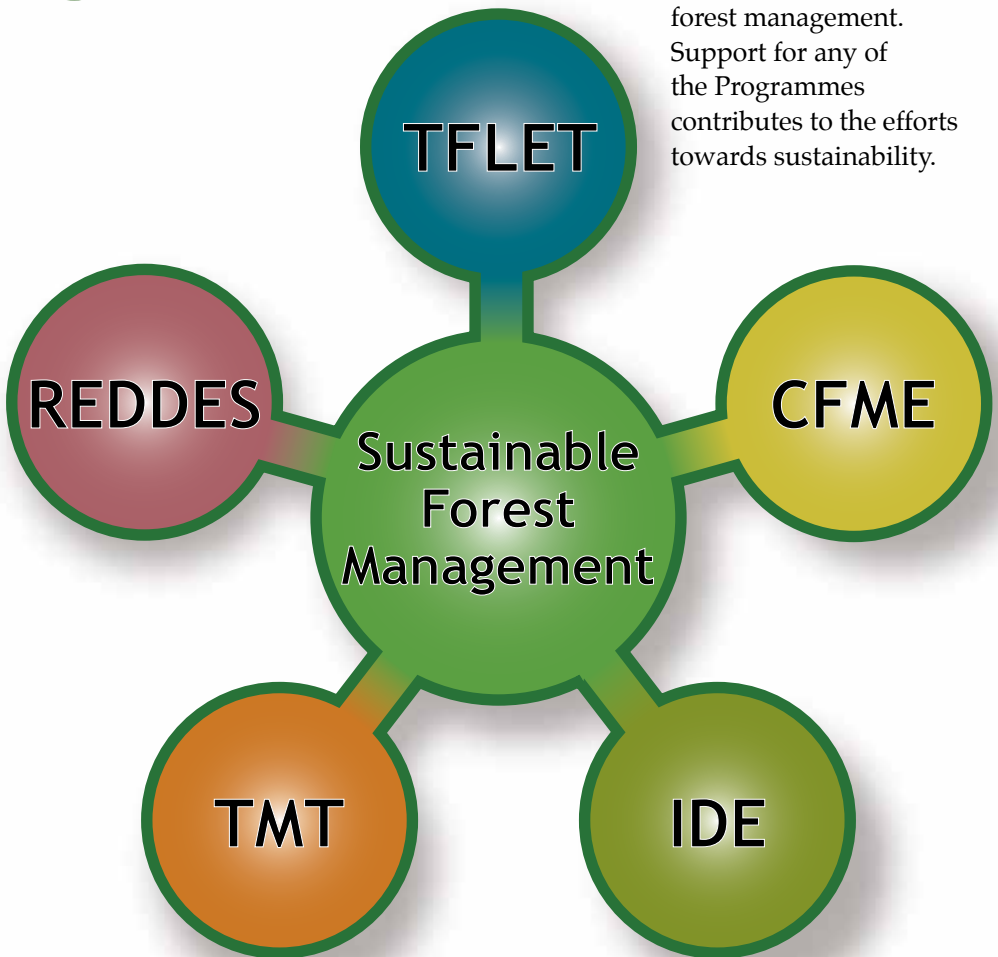 forest management.
Support for any of
the Programmes
contributes to the efforts
towards sustainability.
TFLET
REDDES
CFME
Sustainable
Forest
Management
TMT
IDE